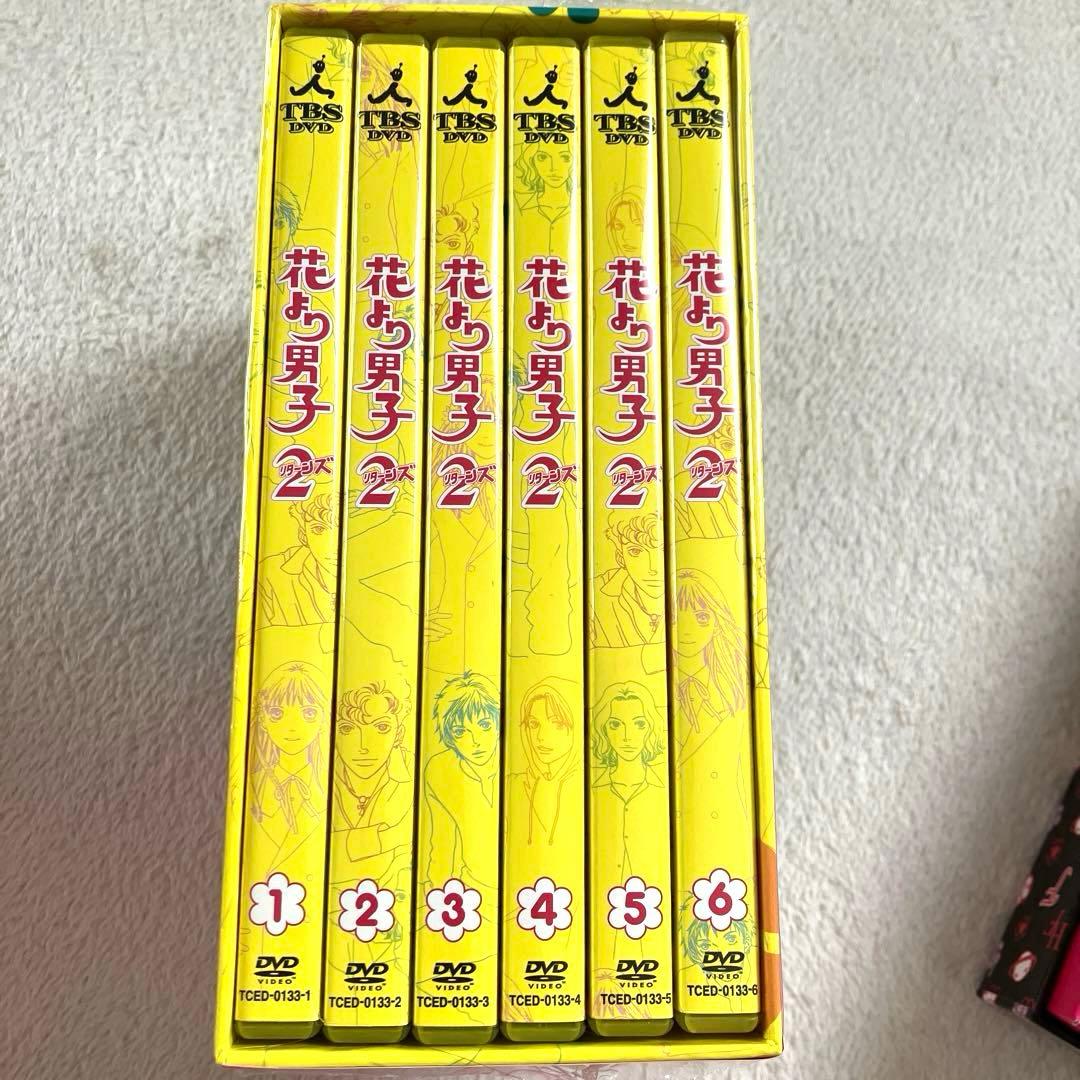 TBS
DVD
花より男子
2
リターンズ
1
DVD
VIDEO
TCED-0133-1
TBS
DVD
花より男子
2
リターンズ
2
DVD
VIDEO
TCED-0133-2
TBS
DVD
花より男子
2
リターンズ
3
DVD
VIDEO
TCED-0133-3
TBS
DVD
花より男子
2
リターンズ
4
DVD
VIDEO
TCED-0133-4
TBS
DVD
花より男子
2
リターンズ
5
DVD
VIDEO
TCED-0133-5
TBS
DVD
花より男子
2
リターンズ
6
DVD
VIDEO
TCED-0133-6